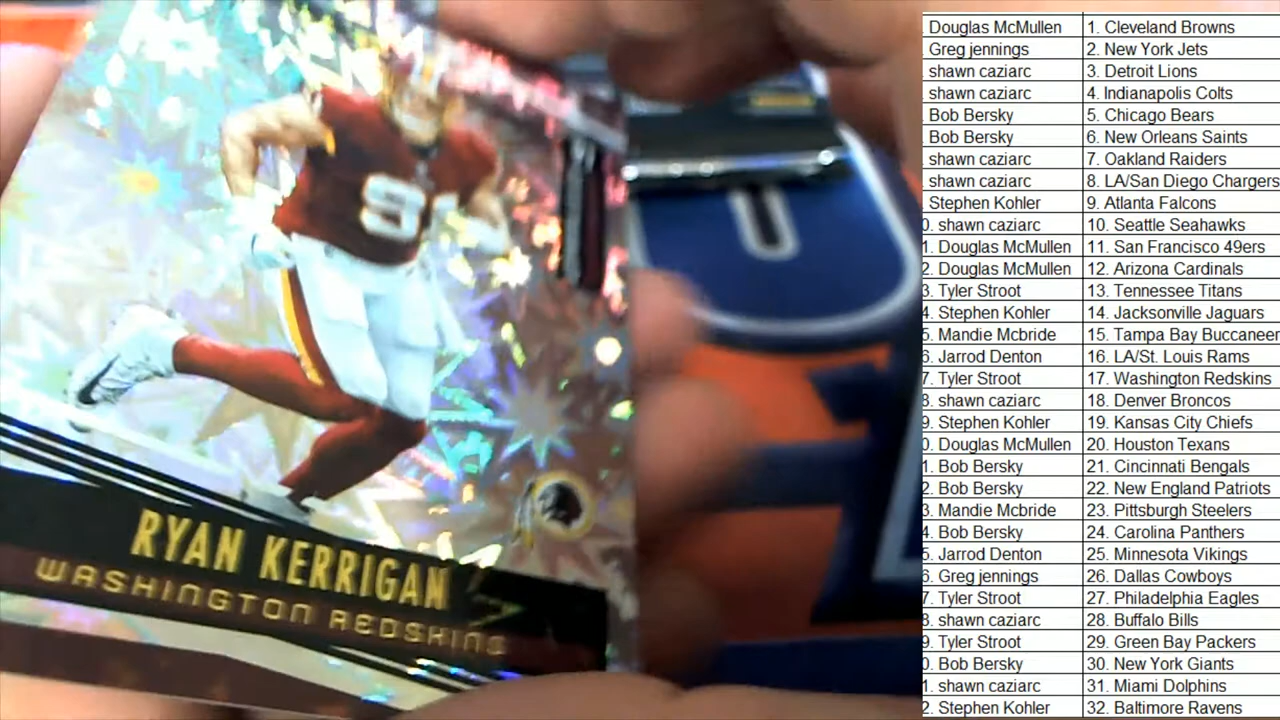 91
RYAN KERRIGAN
WASHINGTON REDSKINS
Douglas McMullen 1. Cleveland Browns
Greg jennings 2. New York Jets
shawn caziarc 3. Detroit Lions
shawn caziarc 4. Indianapolis Colts
Bob Bersky 5. Chicago Bears
Bob Bersky 6. New Orleans Saints
shawn caziarc 7. Oakland Raiders
shawn caziarc 8. LA/San Diego Chargers
Stephen Kohler 9. Atlanta Falcons
0. shawn caziarc 10. Seattle Seahawks
1. Douglas McMullen 11. San Francisco 49ers
2. Douglas McMullen 12. Arizona Cardinals
3. Tyler Stroot 13. Tennessee Titans
4. Stephen Kohler 14. Jacksonville Jaguars
5. Mandie Mcbride 15. Tampa Bay Buccaneer
6. Jarrod Denton 16. LA/St. Louis Rams
7. Tyler Stroot 17. Washington Redskins
8. shawn caziarc 18. Denver Broncos
9. Stephen Kohler 19. Kansas City Chiefs
0. Douglas McMullen 20. Houston Texans
1. Bob Bersky 21. Cincinnati Bengals
2. Bob Bersky 22. New England Patriots
3. Mandie Mcbride 23. Pittsburgh Steelers
4. Bob Bersky 24. Carolina Panthers
5. Jarrod Denton 25. Minnesota Vikings
6. Greg jennings 26. Dallas Cowboys
7. Tyler Stroot 27. Philadelphia Eagles
8. shawn caziarc 28. Buffalo Bills
9. Tyler Stroot 29. Green Bay Packers
0. Bob Bersky 30. New York Giants
1. shawn caziarc 31. Miami Dolphins
2. Stephen Kohler 32. Baltimore Ravens